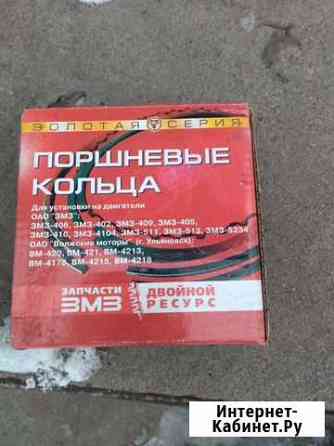 ЗОЛОТАЯ СЕРИЯ
ПОРШНЕВЫЕ
КОЛЬЦА
Для установки на двигатели
ОАО "ЗМЗ":
ЗМЗ-406, ЗМЗ-402, ЗМЗ-409, ЗМЗ-405,
ЗМЗ-410, ЗМЗ-4104, ЗМЗ-511, ЗМЗ-513, ЗМЗ-5234
ОАО "Волжские моторы" (г. Ульяновск):
ВМ-420, ВМ-421, ВМ-4213,
ВМ-4178, ВМ-4215, ВМ-4218
ЗАПЧАСТИ ДВОЙНОЙ
ЗМЗ РЕСУРС
Интернет-
Кабинет.Ру